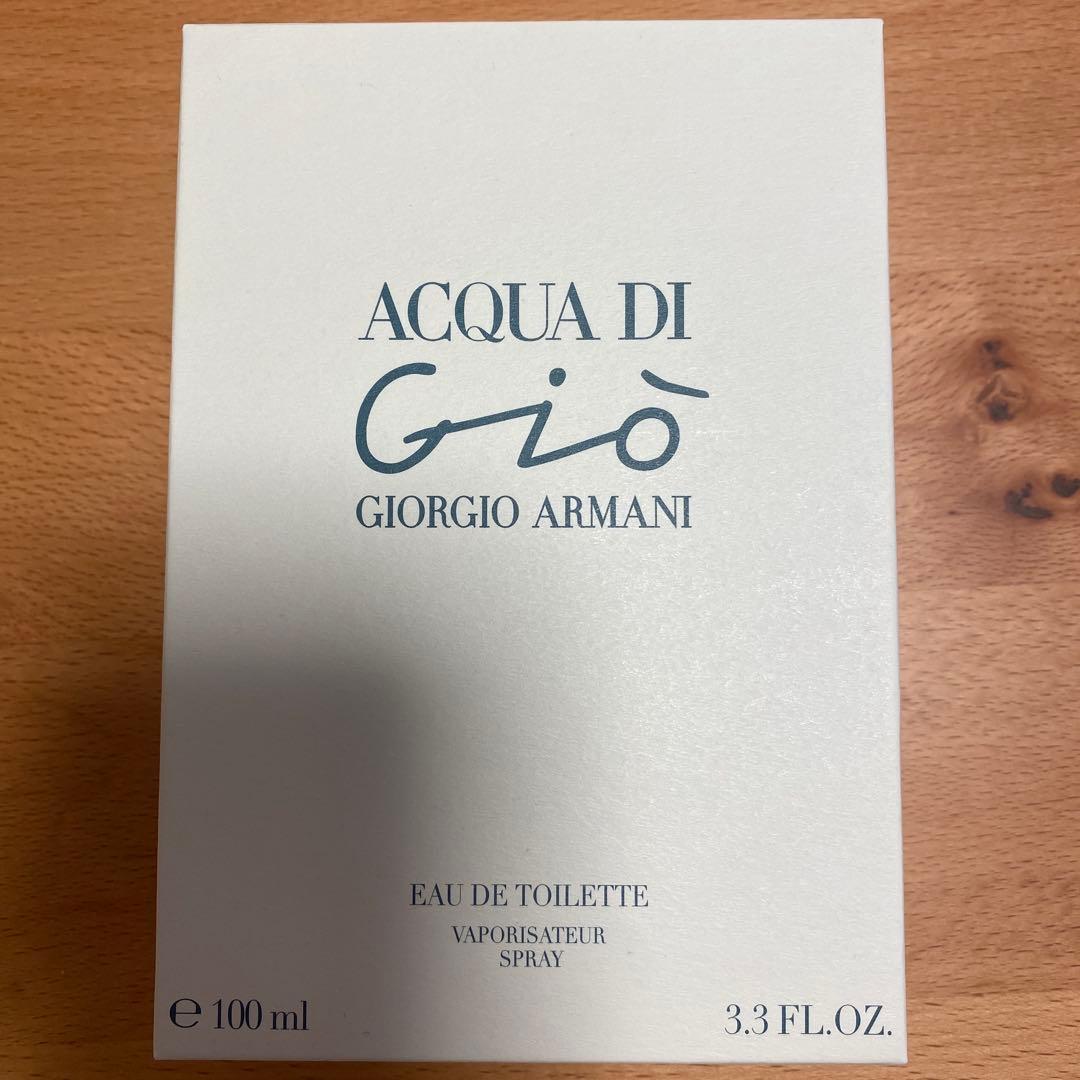 ACQUA DI
Giò
GIORGIO ARMANI
EAU DE TOILETTE
VAPORISATEUR
SPRAY
℮ 100 ml 3.3 FL.OZ.